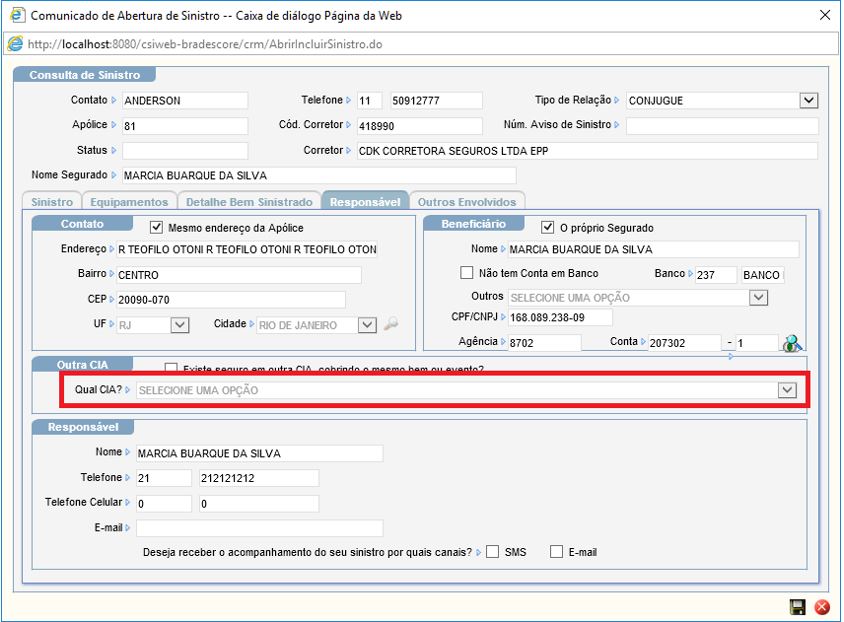 Comunicado de Abertura de Sinistro -- Caixa de diálogo Página da Web
http://localhost:8080/csiweb-bradescore/crm/AbrirIncluirSinistro.do
Consulta de Sinistro
Contato ANDERSON Telefone 11 50912777 Tipo de Relação CONJUGUE
Apólice 81 Cód. Corretor 418990 Núm. Aviso de Sinistro
Status Corretor CDK CORRETORA SEGUROS LTDA EPP
Nome Segurado MARCIA BUARQUE DA SILVA
Sinistro Equipamentos Detalhe Bem Sinistrado Responsável Outros Envolvidos
Contato
Mesmo endereço da Apólice
Endereço R TEOFILO OTONI R TEOFILO OTONI R TEOFILO OTON
Bairro CENTRO
CEP 20090-070
UF RJ Cidade RIO DE JANEIRO
Beneficiário
O próprio Segurado
Nome MARCIA BUARQUE DA SILVA
Não tem Conta em Banco Banco 237 BANCO
Outros SELECIONE UMA OPÇÃO
CPF/CNPJ 168.089.238-09
Agência 8702 Conta 207302 - 1
Outra CIA
Existe seguro em outra CIA, cobrindo o mesmo bem ou evento?
Qual CIA? SELECIONE UMA OPÇÃO
Responsável
Nome MARCIA BUARQUE DA SILVA
Telefone 21 212121212
Telefone Celular 0 0
E-mail
Deseja receber o acompanhamento do seu sinistro por quais canais? SMS E-mail